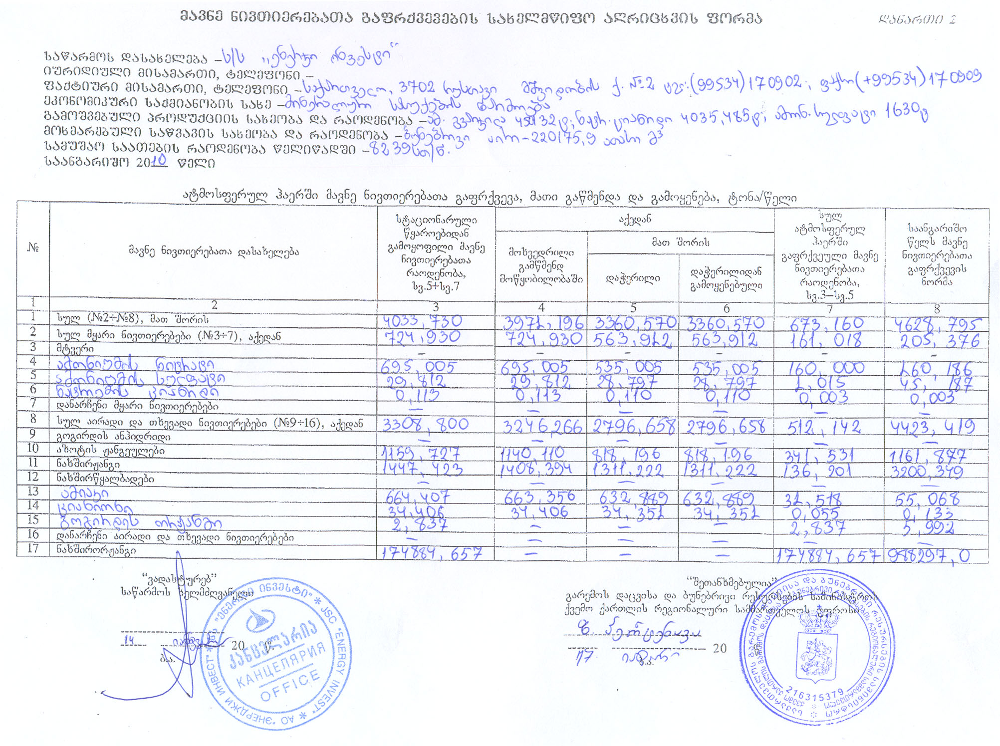 მავნე ნივთიერებათა გაფრქვევების სახელმწიფო აღრიცხვის ფორმა
დანართი 2
საწარმოს დასახელება – ს/ს „ენერჯი ინვესტი“
იურიდიული მისამართი, ტელეფონი –
ფაქტიური მისამართი, ტელეფონი – საქართველო, 3702 რუსთავი მშვიდობის ქ. №2 ტელ:(99534)170902; ფაქსი(+99534)170909
ეკონომიკური საქმიანობის სახე – მინერალური სასუქების წარმოება
გამოშვებული პროდუქციის სახეობა და რაოდენობა – ამ. გვარჯილა 450132ტ; ნატრ. ციანიდი 4035,485ტ; ამონ. სულფატი 1630ტ
მოხმარებული საწვავის სახეობა და რაოდენობა – ბუნებრივი აირი – 220175,9 ათასი მ³
სამუშაო საათების რაოდენობა წელიწადში – 8239 სთ/წ.
საანგარიშო 2010 წელი
ატმოსფერულ ჰაერში მავნე ნივთიერებათა გაფრქვევა, მათი გაწმენდა და გამოყენება, ტონა/წელი
№ მავნე ნივთიერებათა დასახელება სტაციონარული წყაროებიდან გამოყოფილი მავნე ნივთიერებათა რაოდენობა, სვ.5+სვ.7 აქედან სულ ატმოსფერულ ჰაერში გაფრქვეული მავნე ნივთიერებათა რაოდენობა, სვ.3–სვ.5 საანგარიშო წელს მავნე ნივთიერებათა გაფრქვევის ნორმა
მოხვედრილი გამწმენდ მოწყობილობაში მათ შორის
დაჭერილი დაჭერილიდან გამოყენებული
1 2 3 4 5 6 7 8
1 სულ (№2÷№8), მათ შორის 4033,730 3971,196 3360,570 3360,570 673,160 4628,795
2 სულ მყარი ნივთიერებები (№3÷7), აქედან 724,930 724,930 563,912 563,912 161,018 205,376
3 მტვერი – – – – – –
4 ამონიუმის ნიტრატი 695,005 695,005 535,005 535,005 160,000 160,186
5 ამონიუმის სულფატი 29,812 29,812 28,797 28,797 1,015 45,187
6 ნატრიუმის ციანიდი 0,113 0,113 0,110 0,110 0,003 0,003
7 დანარჩენი მყარი ნივთიერებები – – – – – –
8 სულ აირადი და თხევადი ნივთიერებები (№9÷16), აქედან 3308,800 3246,266 2796,658 2796,658 512,142 4423,419
9 გოგირდის ანჰიდრიდი – – – – – –
10 აზოტის ჟანგეულები 1159,727 1140,110 818,196 818,196 341,531 1161,877
11 ნახშირჟანგი 1447,423 1408,394 1311,222 1311,222 136,201 3200,349
12 ნახშირწყალბადები – – – – – –
13 ამიაკი 664,407 663,356 632,889 632,889 31,518 55,068
14 ციანიონი 34,406 34,406 34,351 34,351 0,055 0,133
15 გოგირდის ორჟანგი 2,837 – – – 2,837 5,992
16 დანარჩენი აირადი და თხევადი ნივთიერებები – – – – – –
17 ნახშირორჟანგი 174884,657 – – – 174884,657 988297,0
“ვადასტურებ”
საწარმოს ხელმძღვანელი
14 იანვარი 20 წ.
ბ.ა.
ს/ს "ენერჯი ინვესტი" * JSC "ENERGY INVEST" * АО "ЭНЕРДЖИ ИНВЕСТ" *
კანცელარია
КАНЦЕЛЯРИЯ
OFFICE
“შეთანხმებულია”
გარემოს დაცვისა და ბუნებრივი რესურსების სამინისტროს
ქვემო ქართლის რეგიონალური სამმართველოს უფროსი
17 იანვარი 20 წ.
ბ.ა.
216315379